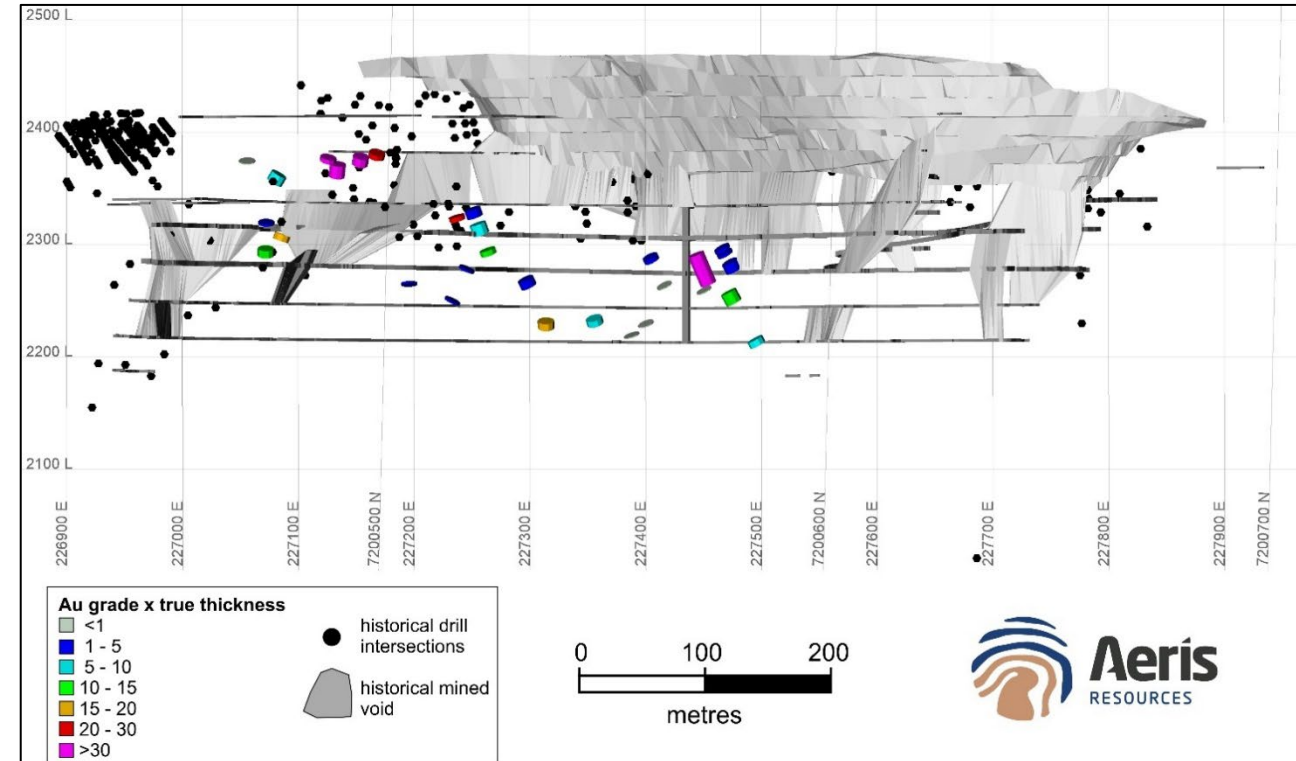 2500 L
2400 L
2300 L
2200 L
2100 L
226900 E
227000 E
227100 E
7200500 N
227200 E
227300 E
227400 E
227500 E
7200600 N
227600 E
227700 E
227800 E
227900 E
7200700 N
Au grade x true thickness
<1
1 - 5
5 - 10
10 - 15
15 - 20
20 - 30
>30
historical drill
intersections
historical mined
void
0 100 200
metres
Aeris
RESOURCES